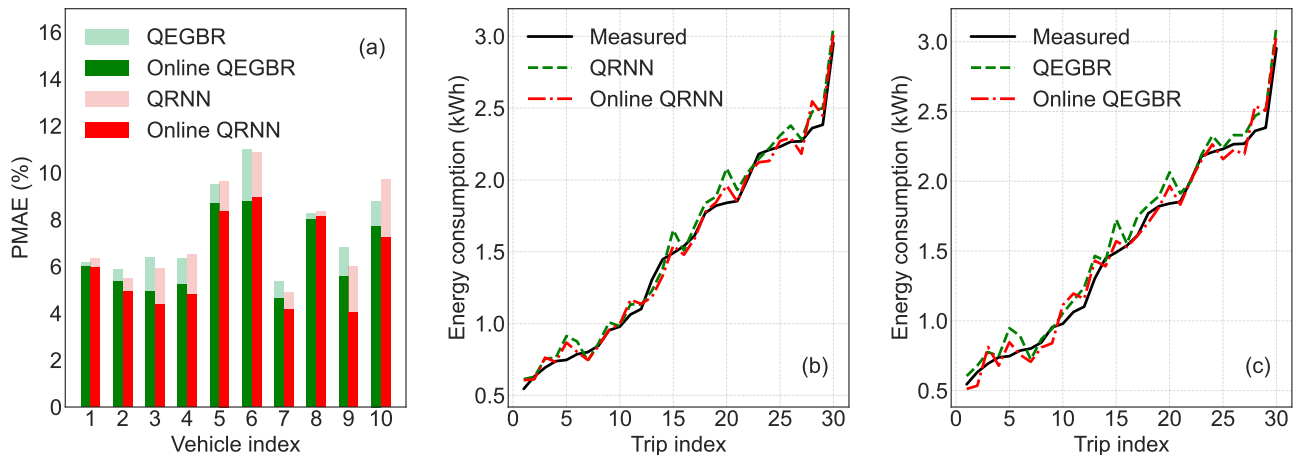 16
14
12
10
8
6
4
2
0
PMAE (%)
QEGBR
Online QEGBR
QRNN
Online QRNN
(a)
1 2 3 4 5 6 7 8 9 10
Vehicle index
3.0
2.5
2.0
1.5
1.0
0.5
Energy consumption (kWh)
Measured
QRNN
Online QRNN
(b)
0 5 10 15 20 25 30
Trip index
3.0
2.5
2.0
1.5
1.0
0.5
Energy consumption (kWh)
Measured
QEGBR
Online QEGBR
(c)
0 5 10 15 20 25 30
Trip index